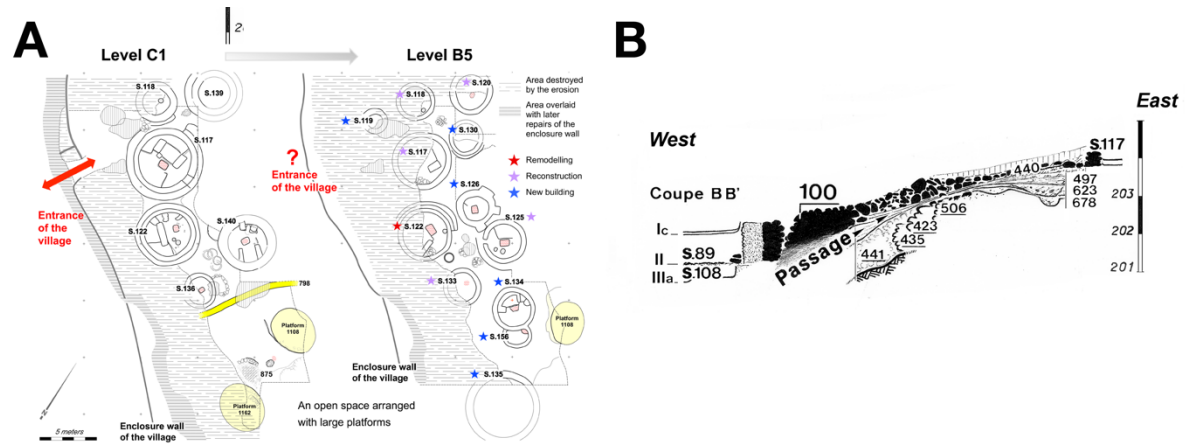 A
2
Level C1
Level B5
S.118
S.139
S.117
Entrance
of the village
S.122
S.140
S.136
798
Platform
1108
875
Platform
1162
Enclosure wall
of the village
5 meters
N
An open space arranged
with large platforms
?
Entrance
of the village
S.120
S.118
S.119
S.130
S.117
S.126
S.125
S.122
S.133
S.134
S.156
S.135
Platform
1108
Enclosure wall
of the village
Area destroyed
by the erosion
Area overlaid
with later
repairs of the
enclosure wall
Remodelling
Reconstruction
New building
B
West
East
Coupe BB'
100
S.117
440
497
623
678
506
423
435
441
Passage
Ic
II
S.89
IIIa
S.108
203
202
201